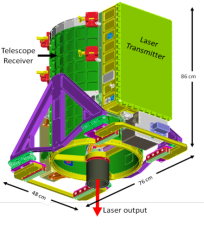 Laser
Transmitter
Telescope
Receiver
86 cm
48 cm
76 cm
Laser output